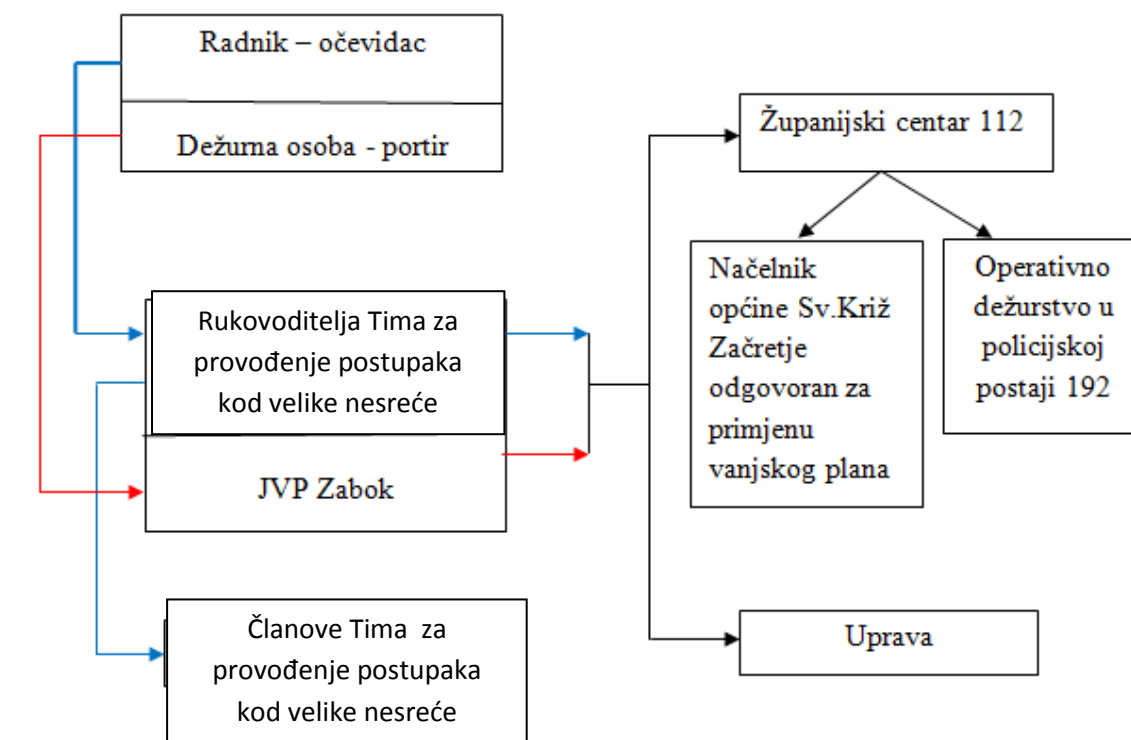 Radnik – očevidac
Dežurna osoba - portir
Rukovoditelja Tima za
provođenje postupaka
kod velike nesreće
JVP Zabok
Članove Tima za
provođenje postupaka
kod velike nesreće
Županijski centar 112
Načelnik
općine Sv.Križ
Začretje
odgovoran za
primjenu
vanjskog plana
Operativno
dežurstvo u
policijskoj
postaji 192
Uprava